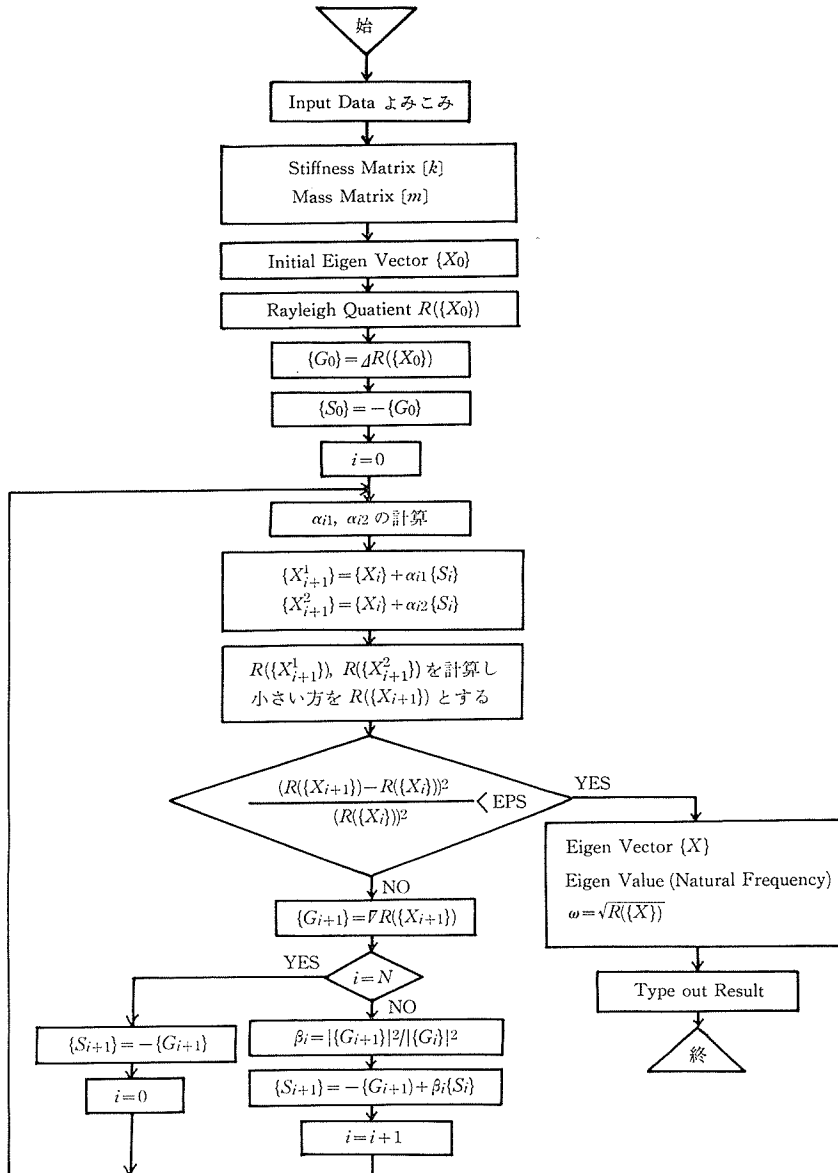 始
Input Data よみこみ
Stiffness Matrix [k]
Mass Matrix [m]
Initial Eigen Vector {X₀}
Rayleigh Quatient R({X₀})
{G₀}=⊿R({X₀})
{S₀}=−{G₀}
i=0
αi1, αi2 の計算
{X¹i+1}={Xi}+αi1{Si}
{X²i+1}={Xi}+αi2{Si}
R({X¹i+1}), R({X²i+1}) を計算し
小さい方を R({Xi+1}) とする
(R({Xi+1})−R({Xi}))²
(R({Xi}))²
<EPS
YES
Eigen Vector {X}
Eigen Value (Natural Frequency)
ω=√R({X})
Type out Result
終
NO
{Gi+1}=∇R({Xi+1})
YES
i=N
NO
{Si+1}=−{Gi+1}
i=0
βi=|{Gi+1}|²/|{Gi}|²
{Si+1}=−{Gi+1)+βi{Si}
i=i+1